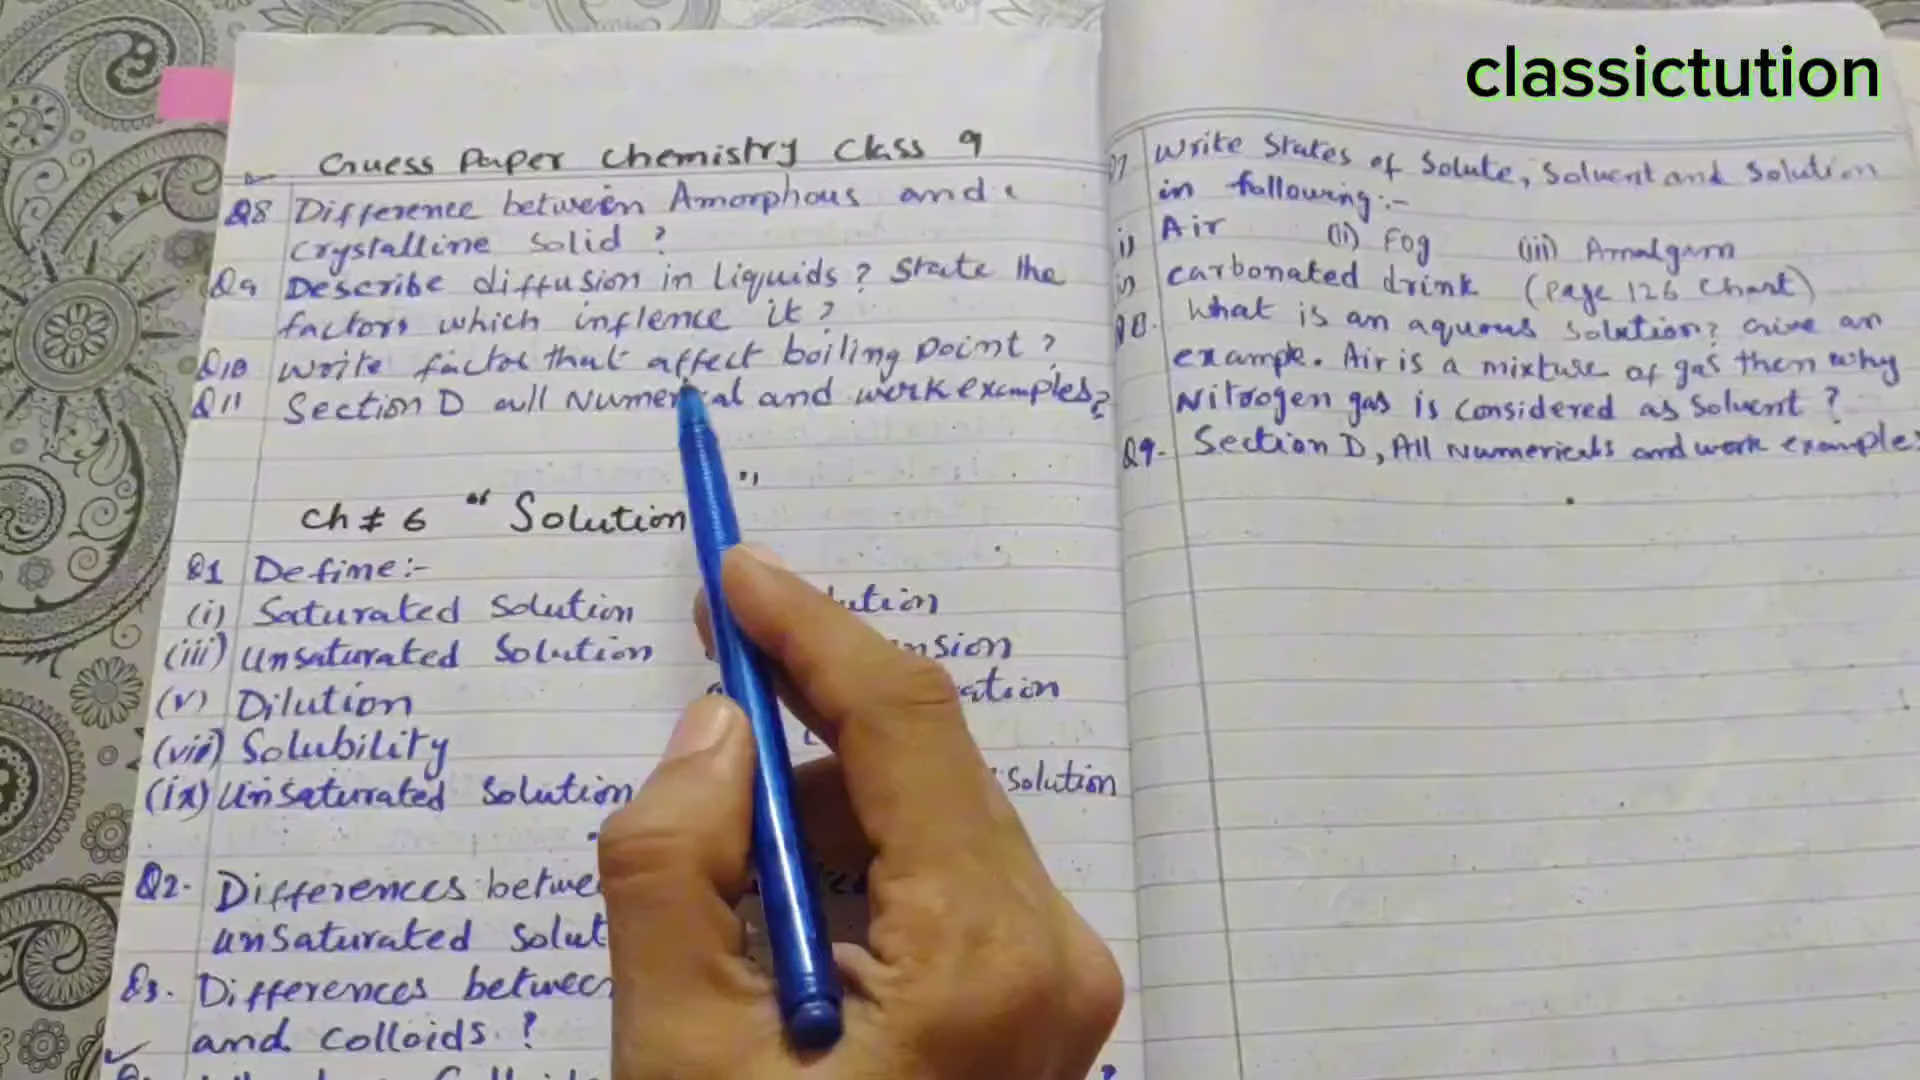 classictution
Guess Paper Chemistry Class 9
Q8 Difference between Amorphous and
crystalline solid ?
Q9 Describe diffusion in liquids? State the
factors which inflence it ?
Q10 Write factor that affect boiling point ?
Q11 Section D all Numerical and work examples?
Ch # 6 " Solution "
Q1 Define:-
(i) Saturated Solution
(iii) Unsaturated Solution
(v) Dilution
(vii) Solubility
(ix) Unsaturated Solution Solution
Q2. Differences
unsaturated
Q3. Differences between
and Colloids. ?
Write States of Solute, Solvent and Solution
in following:-
i) Air (ii) Fog (iii) Amalgam
carbonated drink (Page 126 Chart)
What is an aquous solution? Give an
example. Air is a mixture of gas then why
Nitrogen gas is considered as Solvent ?
Q9. Section D, All Numericals and work example